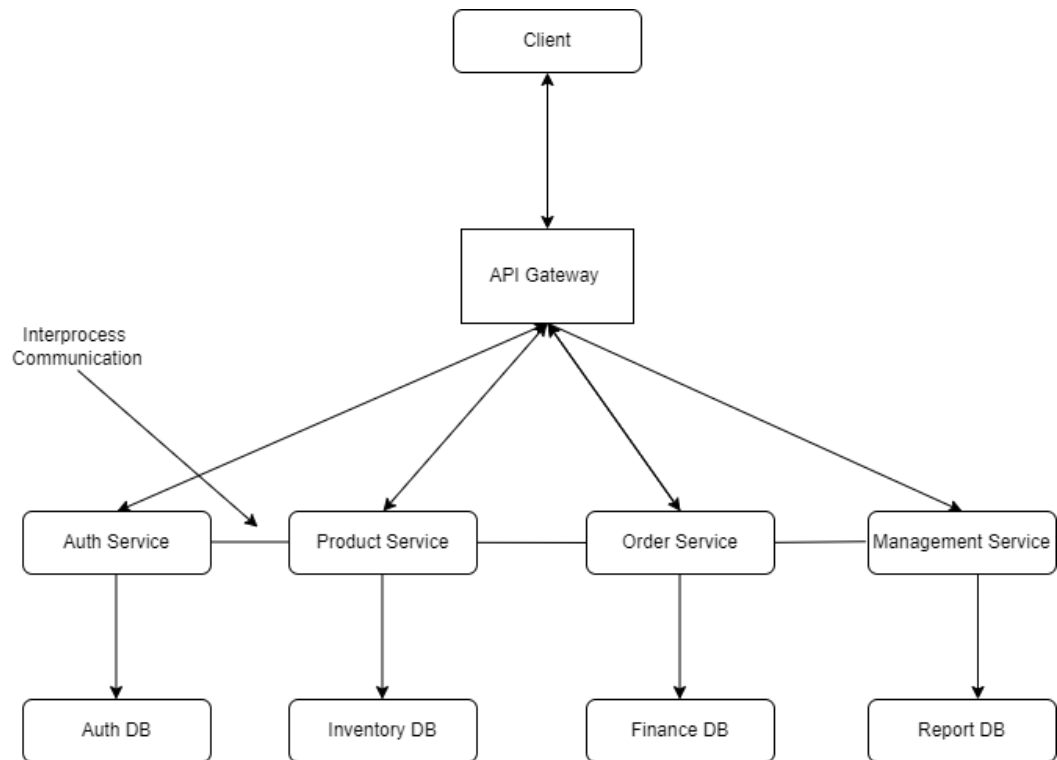 Client
API Gateway
Interprocess
Communication
Auth Service
Product Service
Order Service
Management Service
Auth DB
Inventory DB
Finance DB
Report DB